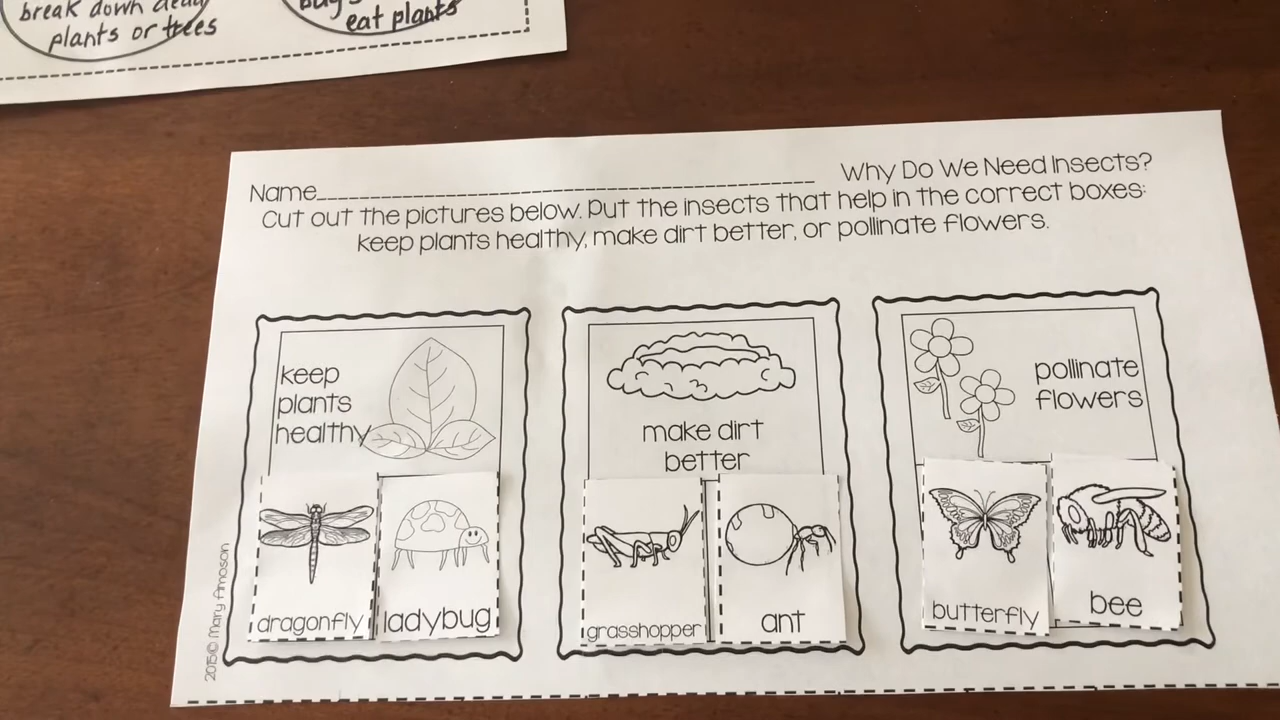 break down dead
plants or trees
eat plants
Name
Why Do We Need Insects?
Cut out the pictures below. Put the insects that help in the correct boxes:
keep plants healthy, make dirt better, or pollinate flowers.
keep
plants
healthy
make dirt
better
pollinate
flowers
dragonfly
ladybug
grasshopper
ant
butterfly
bee
2015© Mary Amoson